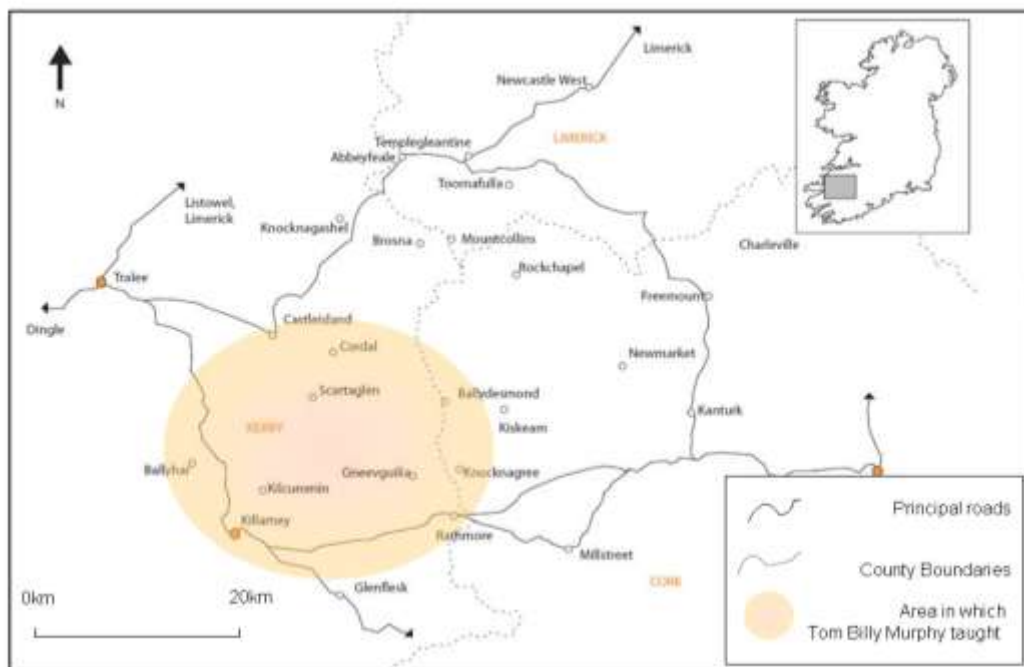 Limerick
N
Newcastle West
LIMERICK
Templegleantine
Abbeyfeale
Toornafulla
Listowel,
Limerick
Knocknagashel
Brosna
Mountcollins
Charleville
Rockchapel
Tralee
Freemount
Dingle
Castleisland
Cordal
Newmarket
Scartaglen
Ballydesmond
Kanturk
Kiskeam
KERRY
Ballyhar
Gneevguilla
Knocknagree
Kilcummin
Killarney
Rathmore
Millstreet
CORK
Glenflesk
0km
20km
Principal roads
County Boundaries
Area in which
Tom Billy Murphy taught